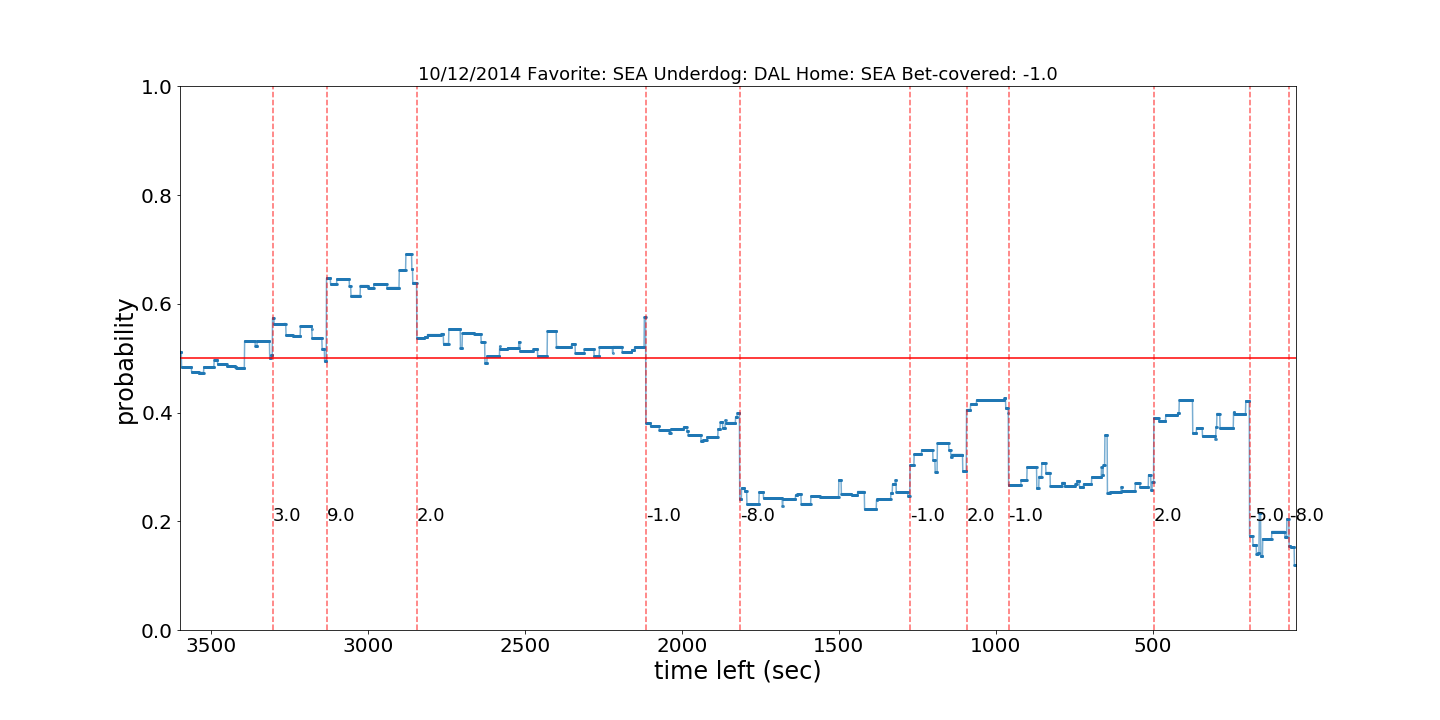 10/12/2014 Favorite: SEA Underdog: DAL Home: SEA Bet-covered: -1.0
1.0
0.8
0.6
0.4
0.2
0.0
probability
3.0 9.0 2.0 -1.0 -8.0 -1.0 2.0 -1.0 2.0 -5.0 -8.0
3500 3000 2500 2000 1500 1000 500
time left (sec)